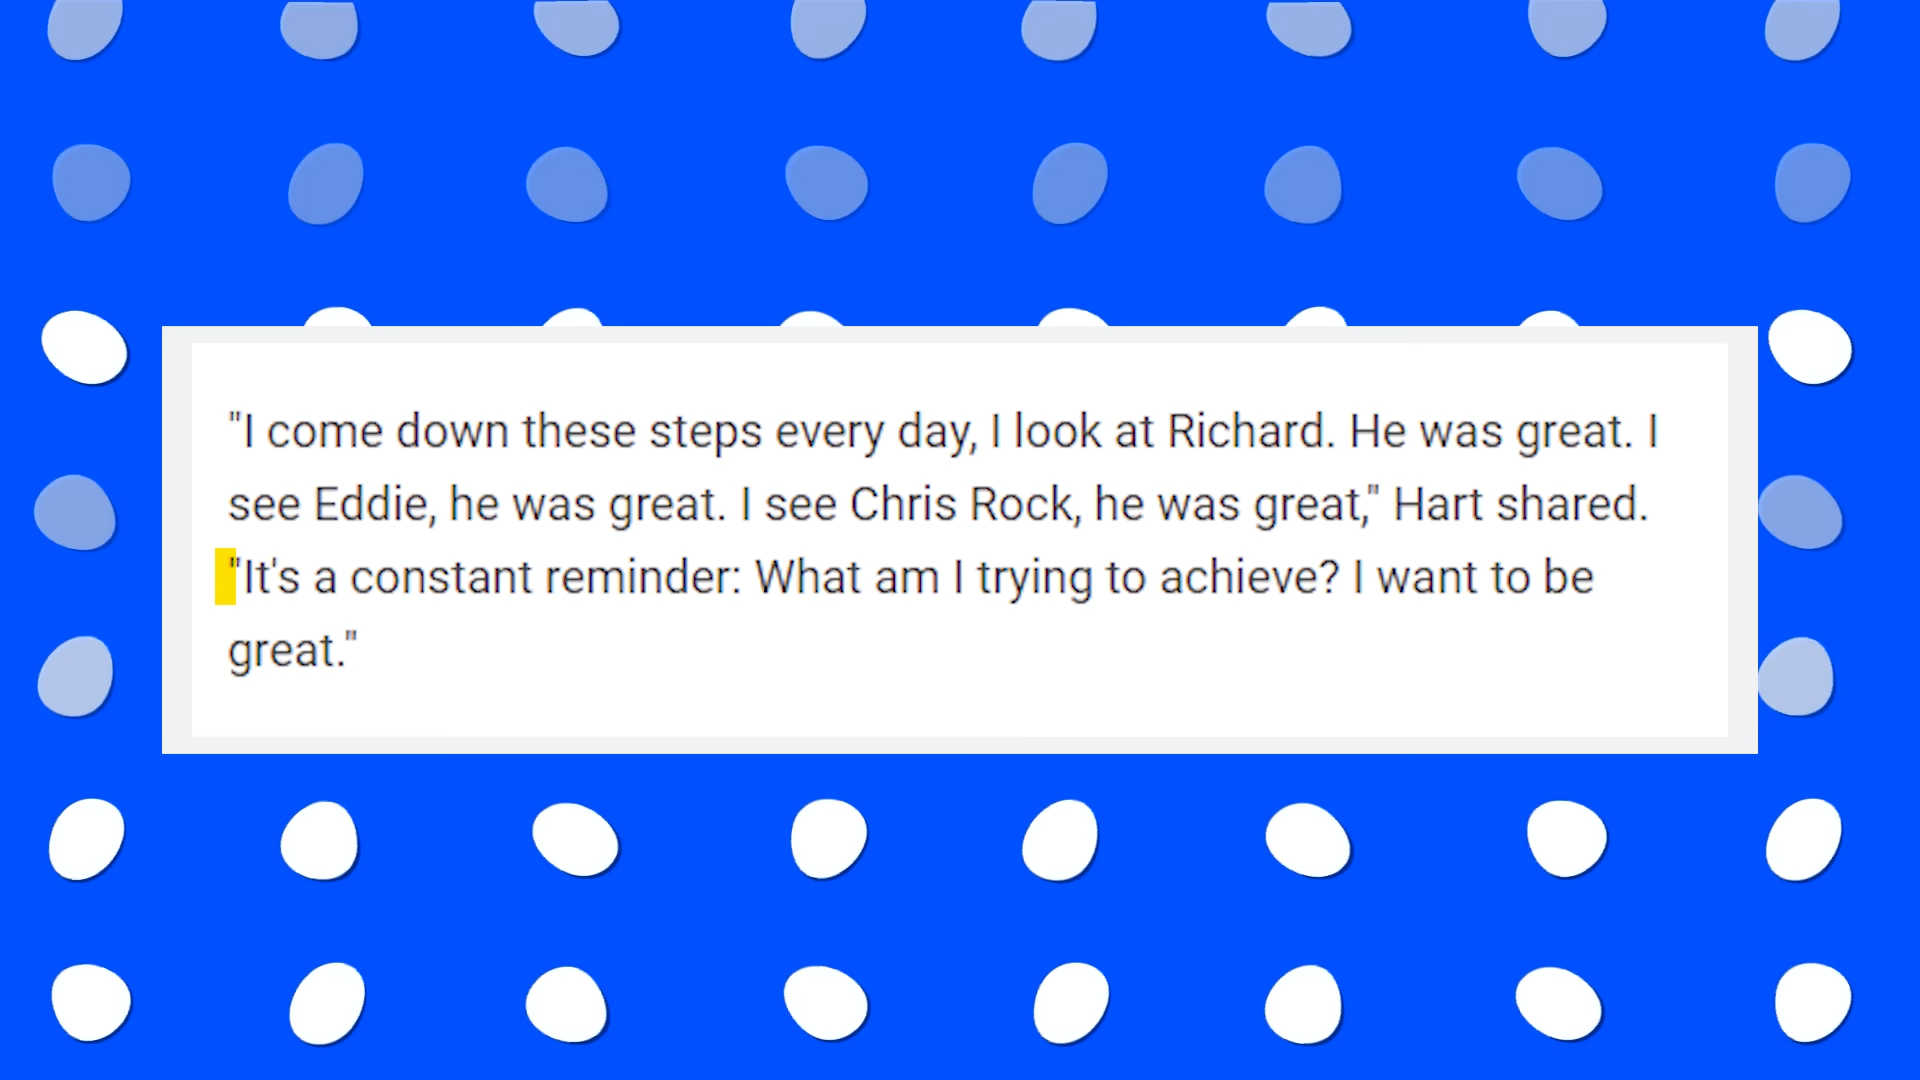 "I come down these steps every day, I look at Richard. He was great. I
see Eddie, he was great. I see Chris Rock, he was great," Hart shared.
"It's a constant reminder: What am I trying to achieve? I want to be
great."